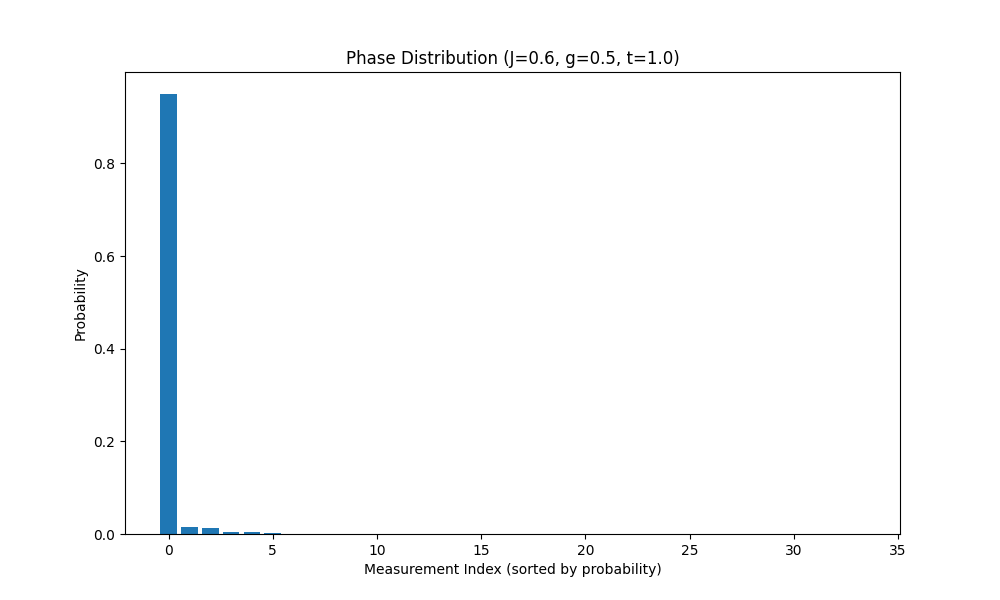 Phase Distribution (J=0.6, g=0.5, t=1.0)
Probability
0.8
0.6
0.4
0.2
0.0
0 5 10 15 20 25 30 35
Measurement Index (sorted by probability)